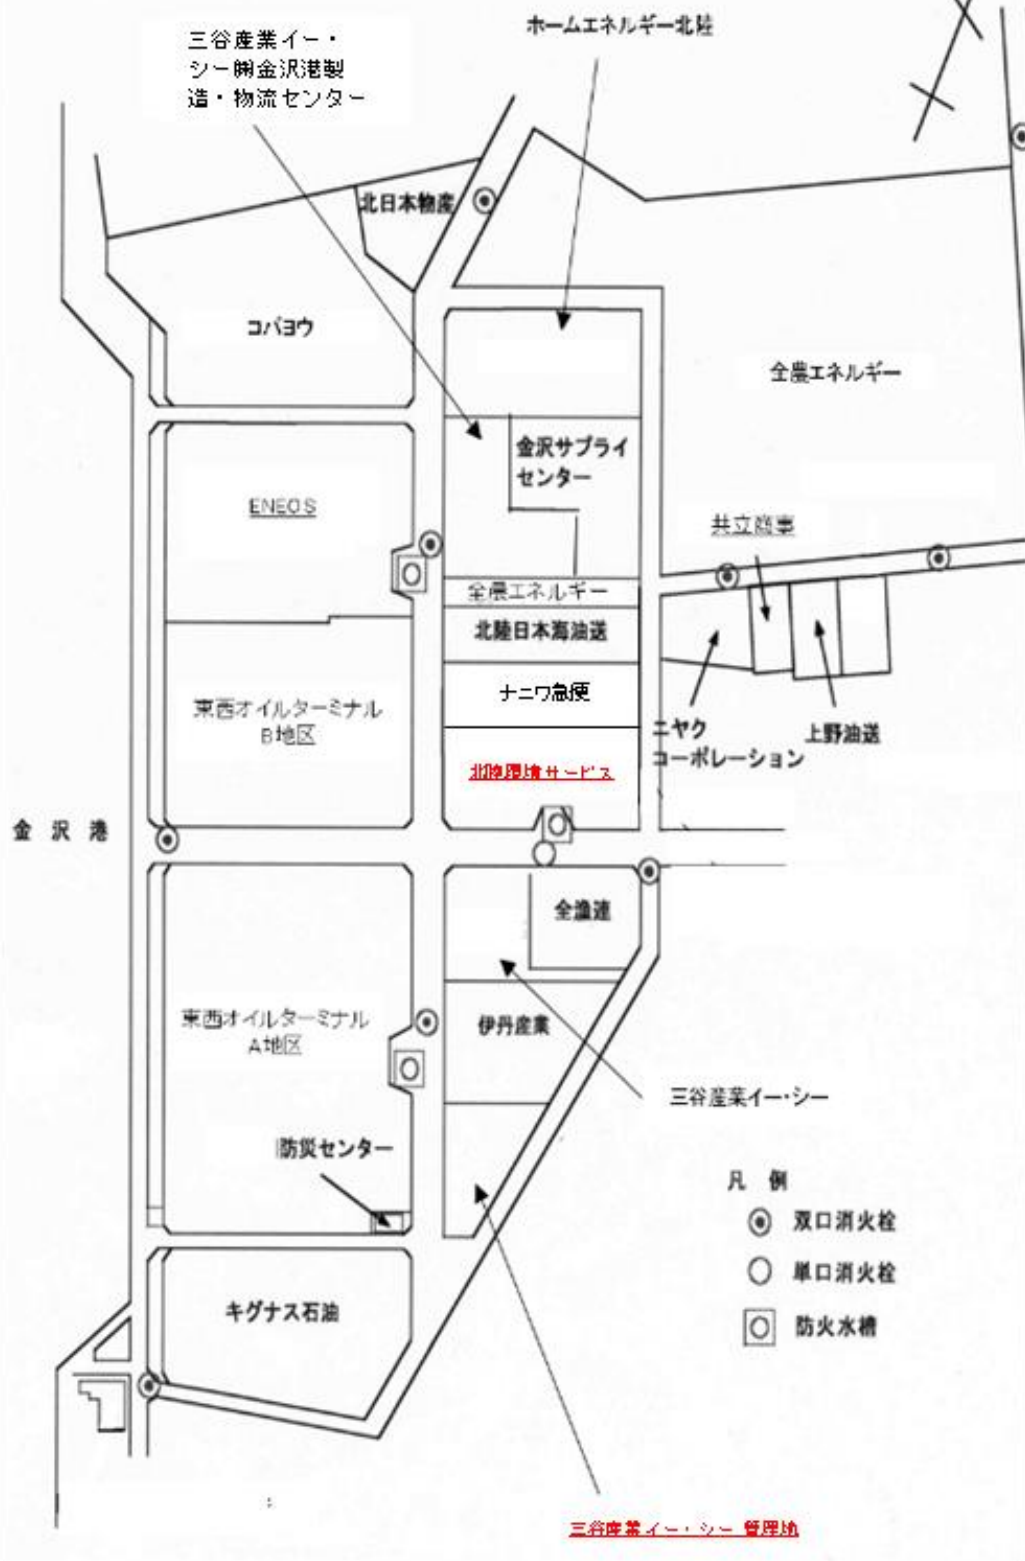 ホームエネルギー北陸
三谷産業イー・
シー㈱金沢港製
造・物流センター
北日本物産
コバヨウ
全農エネルギー
金沢サプライ
センター
ENEOS
共立商事
全農エネルギー
北陸日本海油送
ナニワ急便
東西オイルターミナル
B地区
ニヤク
コーポレーション
上野油送
北陸環境サービス
金沢港
全漁連
東西オイルターミナル
A地区
伊丹産業
三谷産業イー・シー
防災センター
凡例
双口消火栓
単口消火栓
防火水槽
キグナス石油
三谷産業イー・シー 管理地